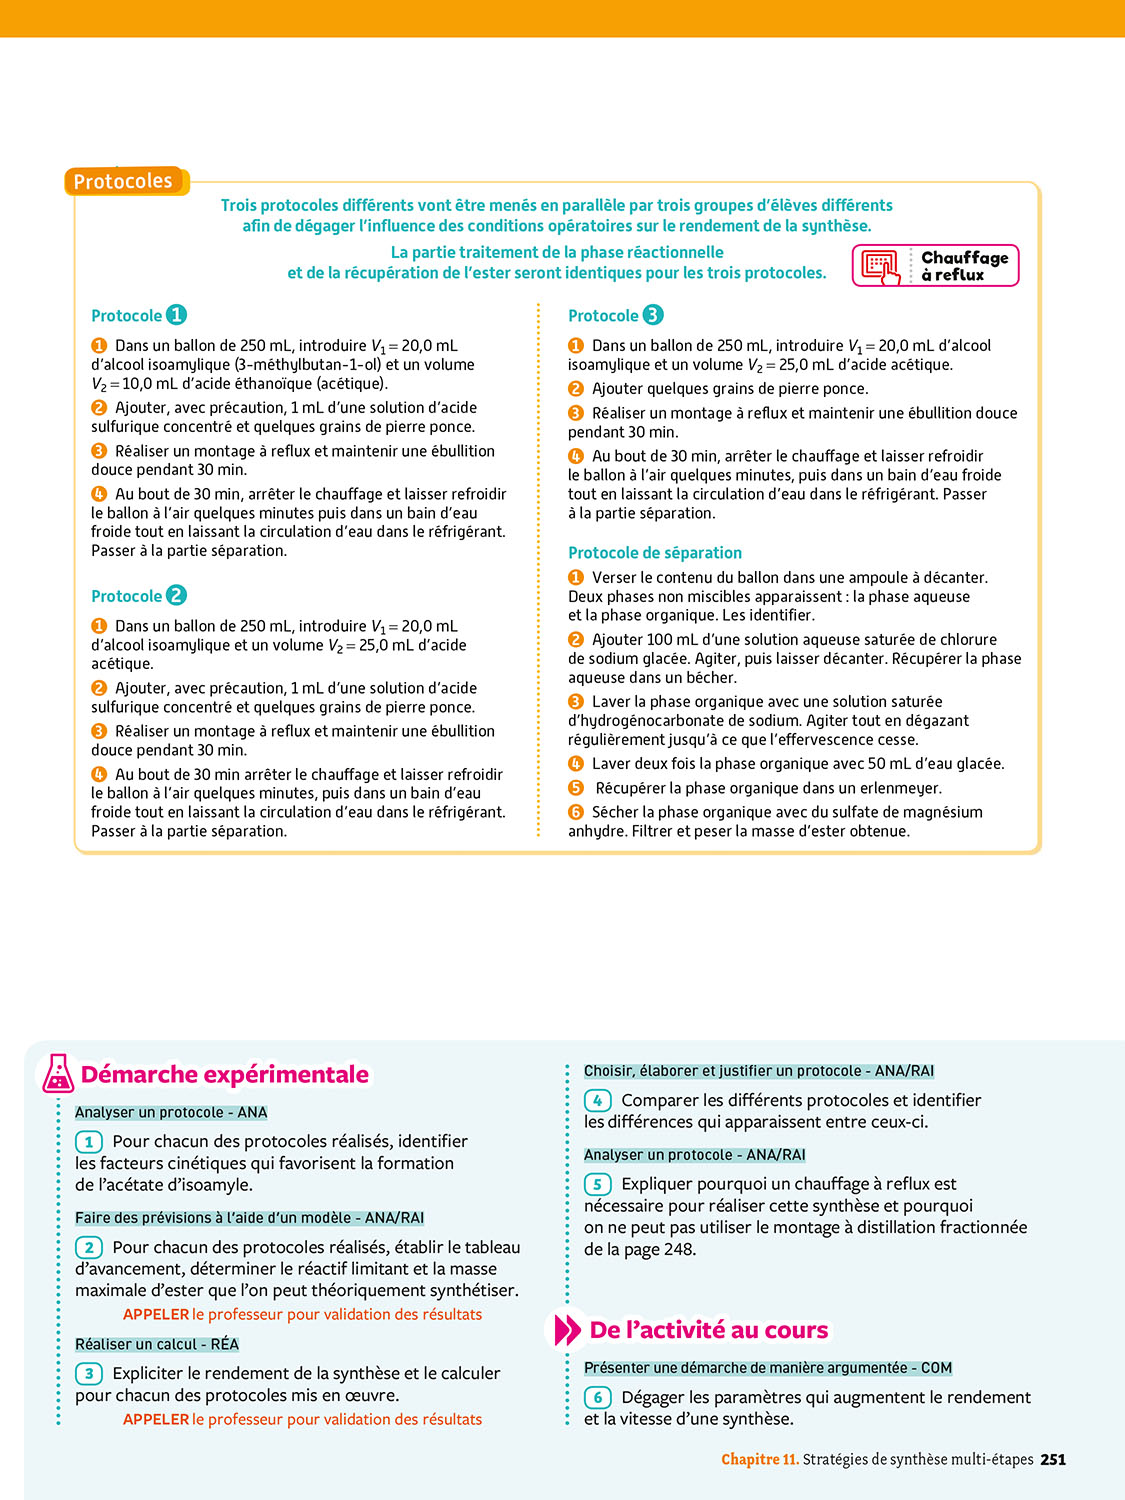 Protocoles
Trois protocoles différents vont être menés en parallèle par trois groupes d'élèves différents
afin de dégager l'influence des conditions opératoires sur le rendement de la synthèse.
La partie traitement de la phase réactionnelle
et de la récupération de l'ester seront identiques pour les trois protocoles.
Chauffage
à reflux
Protocole 1
1 Dans un ballon de 250 mL, introduire V₁ = 20,0 mL
d'alcool isoamylique (3-méthylbutan-1-ol) et un volume
V₂ = 10,0 mL d'acide éthanoïque (acétique).
2 Ajouter, avec précaution, 1 mL d'une solution d'acide
sulfurique concentré et quelques grains de pierre ponce.
3 Réaliser un montage à reflux et maintenir une ébullition
douce pendant 30 min.
4 Au bout de 30 min, arrêter le chauffage et laisser refroidir
le ballon à l'air quelques minutes puis dans un bain d'eau
froide tout en laissant la circulation d'eau dans le réfrigérant.
Passer à la partie séparation.
Protocole 2
1 Dans un ballon de 250 mL, introduire V₁ = 20,0 mL
d'alcool isoamylique et un volume V₂ = 25,0 mL d'acide
acétique.
2 Ajouter, avec précaution, 1 mL d'une solution d'acide
sulfurique concentré et quelques grains de pierre ponce.
3 Réaliser un montage à reflux et maintenir une ébullition
douce pendant 30 min.
4 Au bout de 30 min arrêter le chauffage et laisser refroidir
le ballon à l'air quelques minutes, puis dans un bain d'eau
froide tout en laissant la circulation d'eau dans le réfrigérant.
Passer à la partie séparation.
Protocole 3
1 Dans un ballon de 250 mL, introduire V₁ = 20,0 mL d'alcool
isoamylique et un volume V₂ = 25,0 mL d'acide acétique.
2 Ajouter quelques grains de pierre ponce.
3 Réaliser un montage à reflux et maintenir une ébullition douce
pendant 30 min.
4 Au bout de 30 min, arrêter le chauffage et laisser refroidir
le ballon à l'air quelques minutes, puis dans un bain d'eau froide
tout en laissant la circulation d'eau dans le réfrigérant. Passer
à la partie séparation.
Protocole de séparation
1 Verser le contenu du ballon dans une ampoule à décanter.
Deux phases non miscibles apparaissent : la phase aqueuse
et la phase organique. Les identifier.
2 Ajouter 100 mL d'une solution aqueuse saturée de chlorure
de sodium glacée. Agiter, puis laisser décanter. Récupérer la phase
aqueuse dans un bécher.
3 Laver la phase organique avec une solution saturée
d'hydrogénocarbonate de sodium. Agiter tout en dégazant
régulièrement jusqu'à ce que l'effervescence cesse.
4 Laver deux fois la phase organique avec 50 mL d'eau glacée.
5 Récupérer la phase organique dans un erlenmeyer.
6 Sécher la phase organique avec du sulfate de magnésium
anhydre. Filtrer et peser la masse d'ester obtenue.
Démarche expérimentale
Analyser un protocole - ANA
1 Pour chacun des protocoles réalisés, identifier
les facteurs cinétiques qui favorisent la formation
de l'acétate d'isoamyle.
Faire des prévisions à l'aide d'un modèle - ANA/RAI
2 Pour chacun des protocoles réalisés, établir le tableau
d'avancement, déterminer le réactif limitant et la masse
maximale d'ester que l'on peut théoriquement synthétiser.
APPELER le professeur pour validation des résultats
Réaliser un calcul - RÉA
3 Expliciter le rendement de la synthèse et le calculer
pour chacun des protocoles mis en œuvre.
APPELER le professeur pour validation des résultats
Choisir, élaborer et justifier un protocole - ANA/RAI
4 Comparer les différents protocoles et identifier
les différences qui apparaissent entre ceux-ci.
Analyser un protocole - ANA/RAI
5 Expliquer pourquoi un chauffage à reflux est
nécessaire pour réaliser cette synthèse et pourquoi
on ne peut pas utiliser le montage à distillation fractionnée
de la page 248.
De l'activité au cours
Présenter une démarche de manière argumentée - COM
6 Dégager les paramètres qui augmentent le rendement
et la vitesse d'une synthèse.
Chapitre 11. Stratégies de synthèse multi-étapes 251